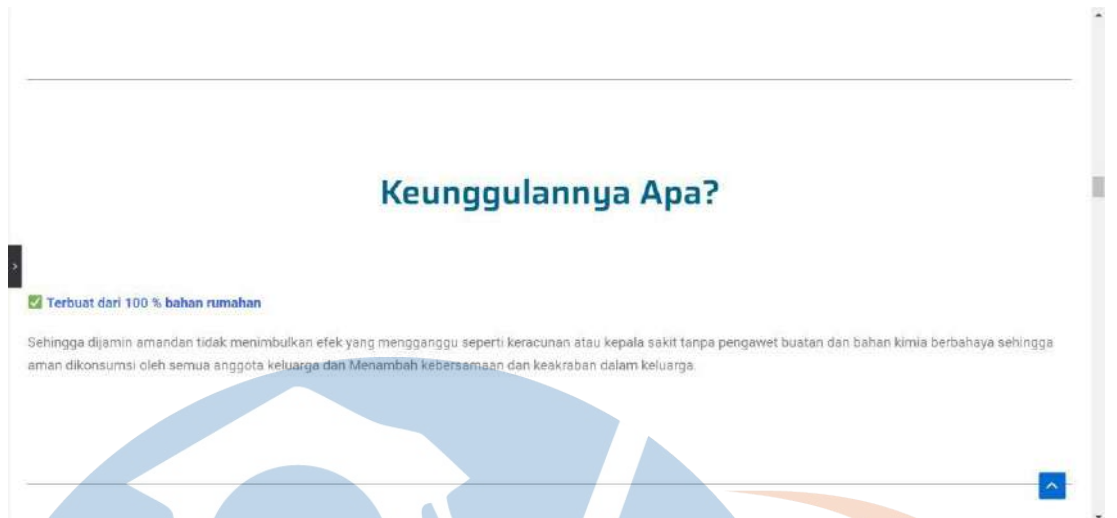 Keunggulannya Apa?
✅ Terbuat dari 100 % bahan rumahan
Sehingga dijamin amandan tidak menimbulkan efek yang mengganggu seperti keracunan atau kepala sakit tanpa pengawet buatan dan bahan kimia berbahaya sehingga
aman dikonsumsi oleh semua anggota keluarga dan Menambah kebersamaan dan keakraban dalam keluarga.